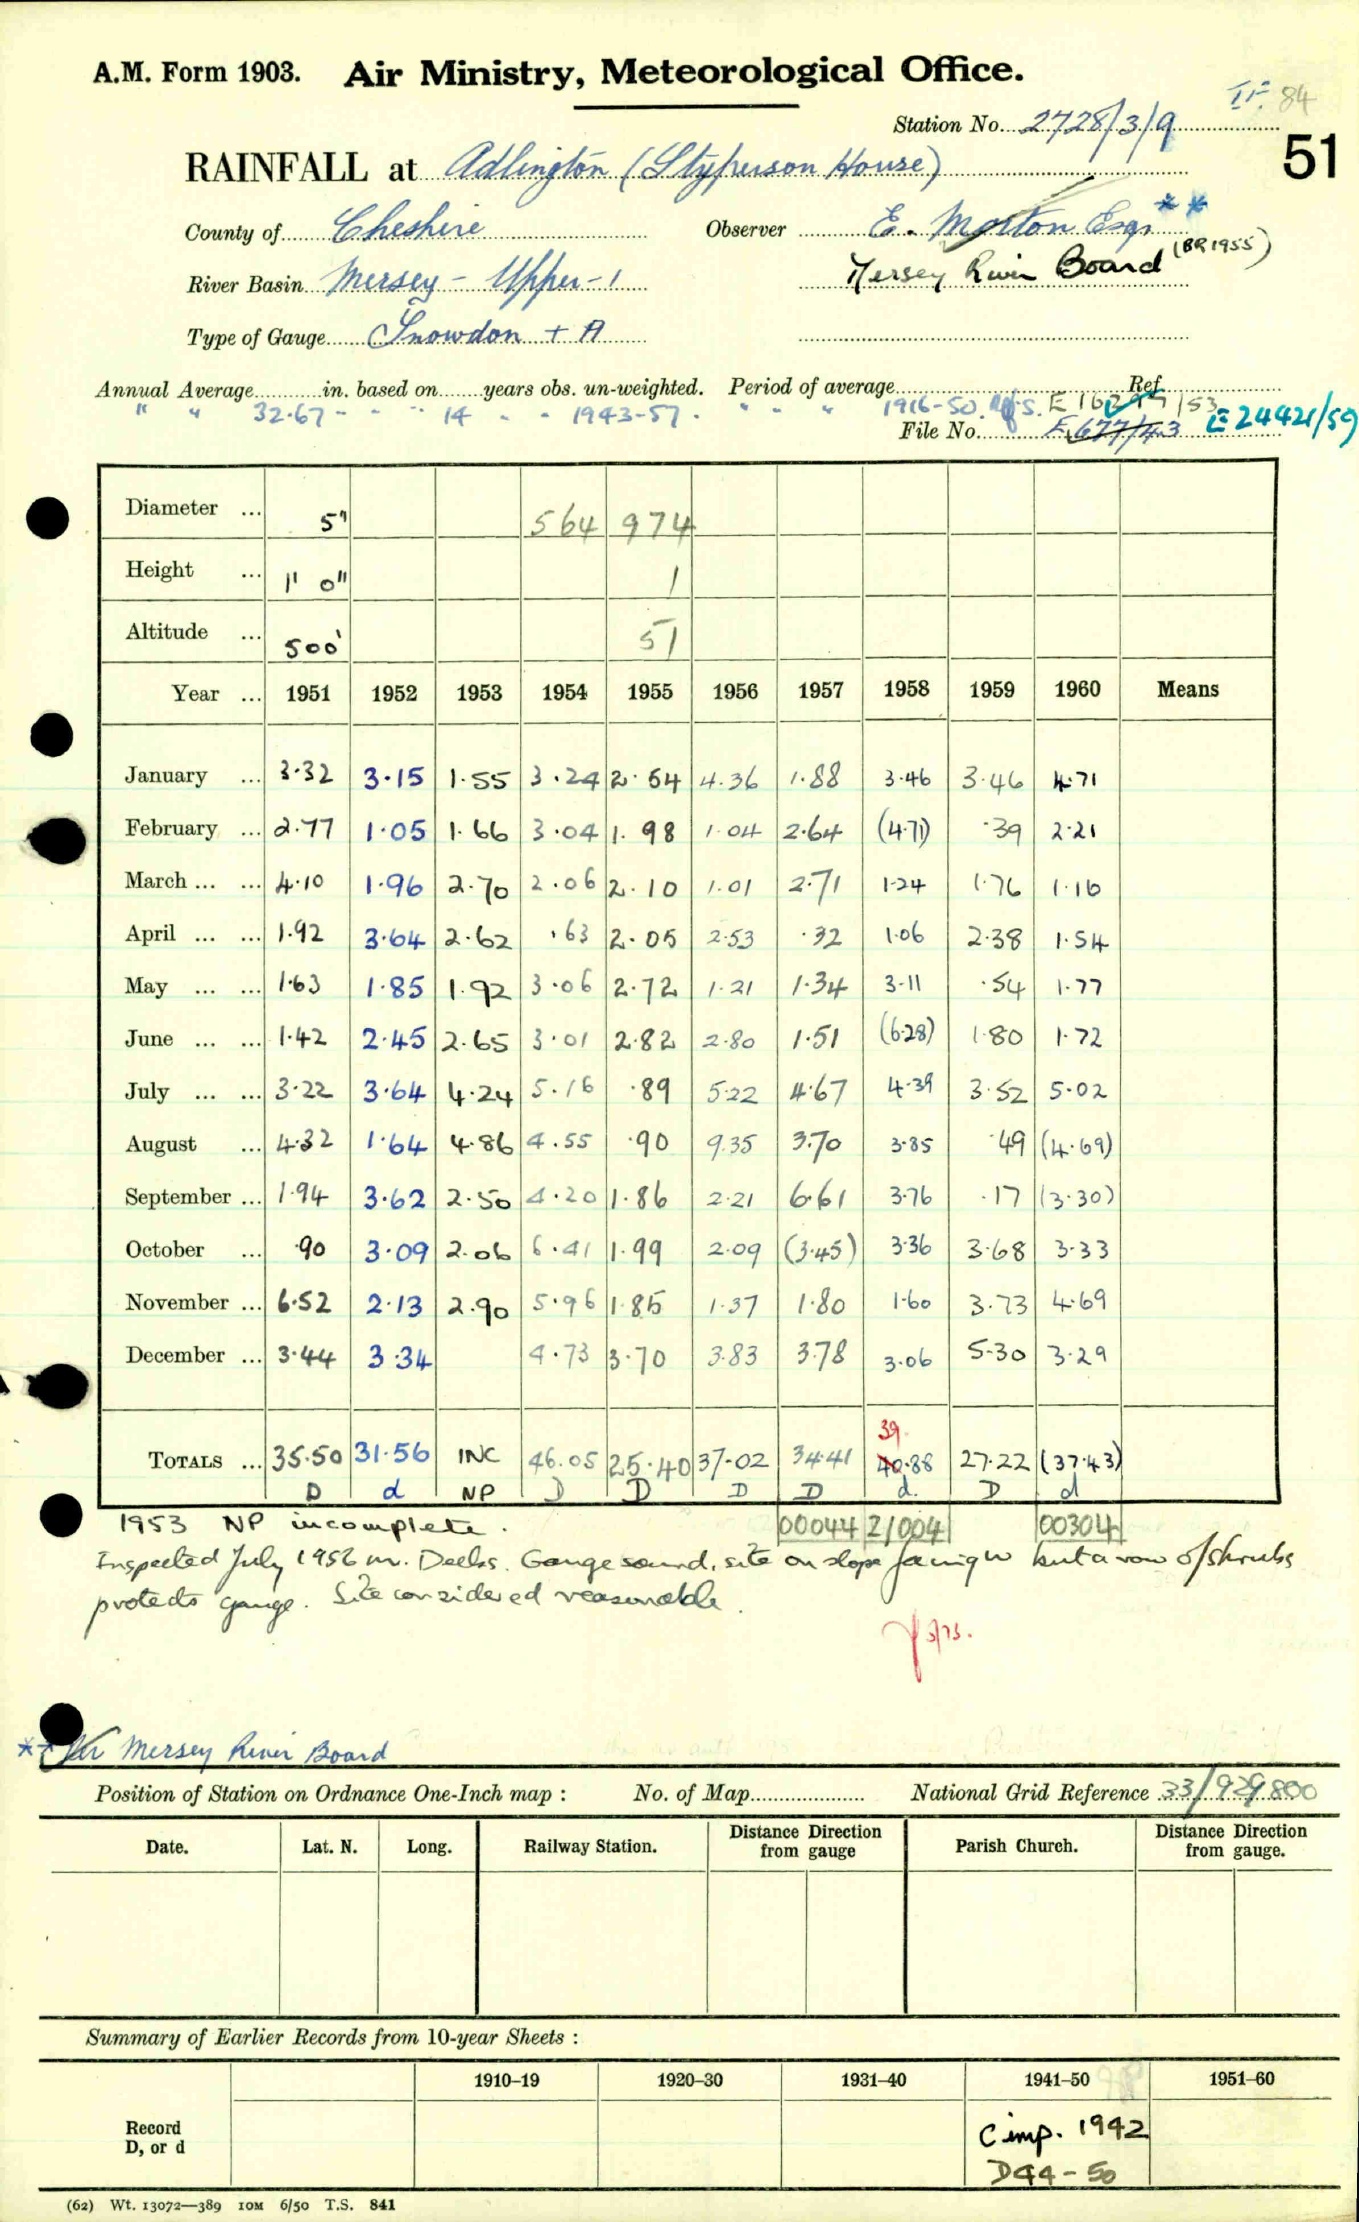 A.M. Form 1903. Air Ministry, Meteorological Office.
84
Station No. 2728/3/9
51
RAINFALL at Adlington (Styperson House)
County of Cheshire Observer E. Morton Esq. **
River Basin Mersey - Upper - 1 Mersey River Board (BR 1955)
Type of Gauge Snowdon + A
Annual Average in. based on years obs. un-weighted. Period of average Ref.
" " 32.67 - - - 14 - - 1943-57. " " " 1916-50.
File No. E 677/43 E 24421/59
Diameter ... 5" 564 974
Height ... 1' 0" 1
Altitude ... 500' 51
Year ... 1951 1952 1953 1954 1955 1956 1957 1958 1959 1960 Means
January ... 3.32 3.15 1.55 3.24 2.54 4.36 1.88 3.46 3.46 4.71
February ... 2.77 1.05 1.66 3.04 1.98 1.04 2.64 (4.71) .39 2.21
March ... ... 4.10 1.96 2.70 2.06 2.10 1.01 2.71 1.24 1.76 1.16
April ... ... 1.92 3.64 2.62 .63 2.05 2.53 .32 1.06 2.38 1.54
May ... ... 1.63 1.85 1.92 3.06 2.72 1.21 1.34 3.11 .54 1.77
June ... ... 1.42 2.45 2.65 3.01 2.82 2.80 1.51 (6.28) 1.80 1.72
July ... ... 3.22 3.64 4.24 5.16 .89 5.22 4.67 4.39 3.52 5.02
August ... 4.32 1.64 4.86 4.55 .90 9.35 3.70 3.85 .49 (4.69)
September ... 1.94 3.62 2.50 4.20 1.86 2.21 6.61 3.76 .17 (3.30)
October ... .90 3.09 2.06 6.41 1.99 2.09 (3.45) 3.36 3.68 3.33
November ... 6.52 2.13 2.90 5.96 1.85 1.37 1.80 1.60 3.73 4.69
December ... 3.44 3.34 4.73 3.70 3.83 3.78 3.06 5.30 3.29
39.
TOTALS ... 35.50 31.56 INC 46.05 25.40 37.02 34.41 40.88 27.22 (37.43)
D d NP D D D D d. D d
1953 NP incomplete. 00044 21004 00304
Inspected July 1956 Mr. Deeks. Gauge sound, site on slope facing W but a row of shrubs
protects gauge. Site considered reasonable.
** Mersey River Board
Position of Station on Ordnance One-Inch map : No. of Map National Grid Reference 33/929800
Date. Lat. N. Long. Railway Station. Distance from Direction gauge Parish Church. Distance from Direction gauge.
Summary of Earlier Records from 10-year Sheets :
1910–19 1920–30 1931–40 1941–50 1951–60
Record D, or d
C imp. 1942
D44-50
(62) Wt. 13072—389 10M 6/50 T.S. 841